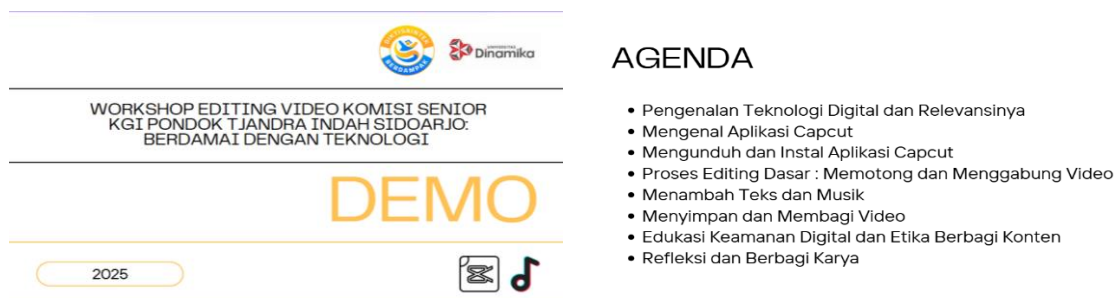 DIKTISAINTEK
BERDAMPAK
UNIVERSITAS
Dinamika
WORKSHOP EDITING VIDEO KOMISI SENIOR
KGI PONDOK TJANDRA INDAH SIDOARJO:
BERDAMAI DENGAN TEKNOLOGI
DEMO
2025
AGENDA
• Pengenalan Teknologi Digital dan Relevansinya
• Mengenal Aplikasi Capcut
• Mengunduh dan Instal Aplikasi Capcut
• Proses Editing Dasar : Memotong dan Menggabung Video
• Menambah Teks dan Musik
• Menyimpan dan Membagi Video
• Edukasi Keamanan Digital dan Etika Berbagi Konten
• Refleksi dan Berbagi Karya